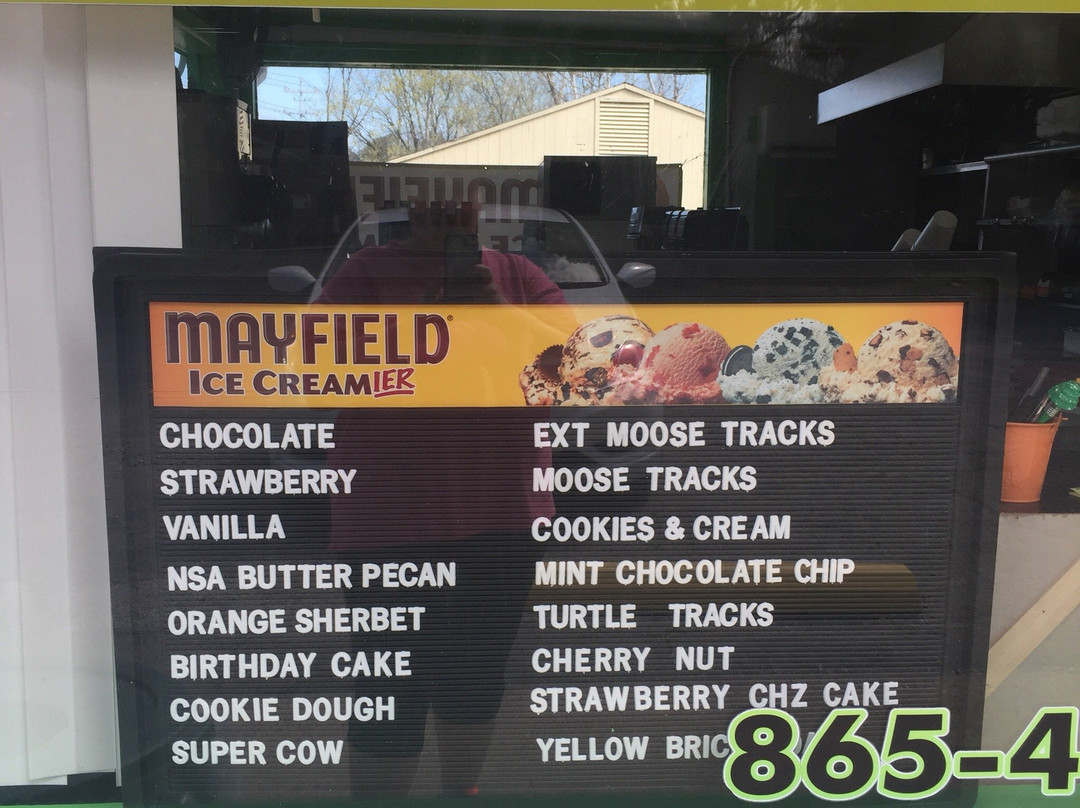 MAYFIELD®
ICE CREAMIER
CHOCOLATE
STRAWBERRY
VANILLA
NSA BUTTER PECAN
ORANGE SHERBET
BIRTHDAY CAKE
COOKIE DOUGH
SUPER COW
EXT MOOSE TRACKS
MOOSE TRACKS
COOKIES & CREAM
MINT CHOCOLATE CHIP
TURTLE TRACKS
CHERRY NUT
STRAWBERRY CHZ CAKE
YELLOW BRIC
865-4